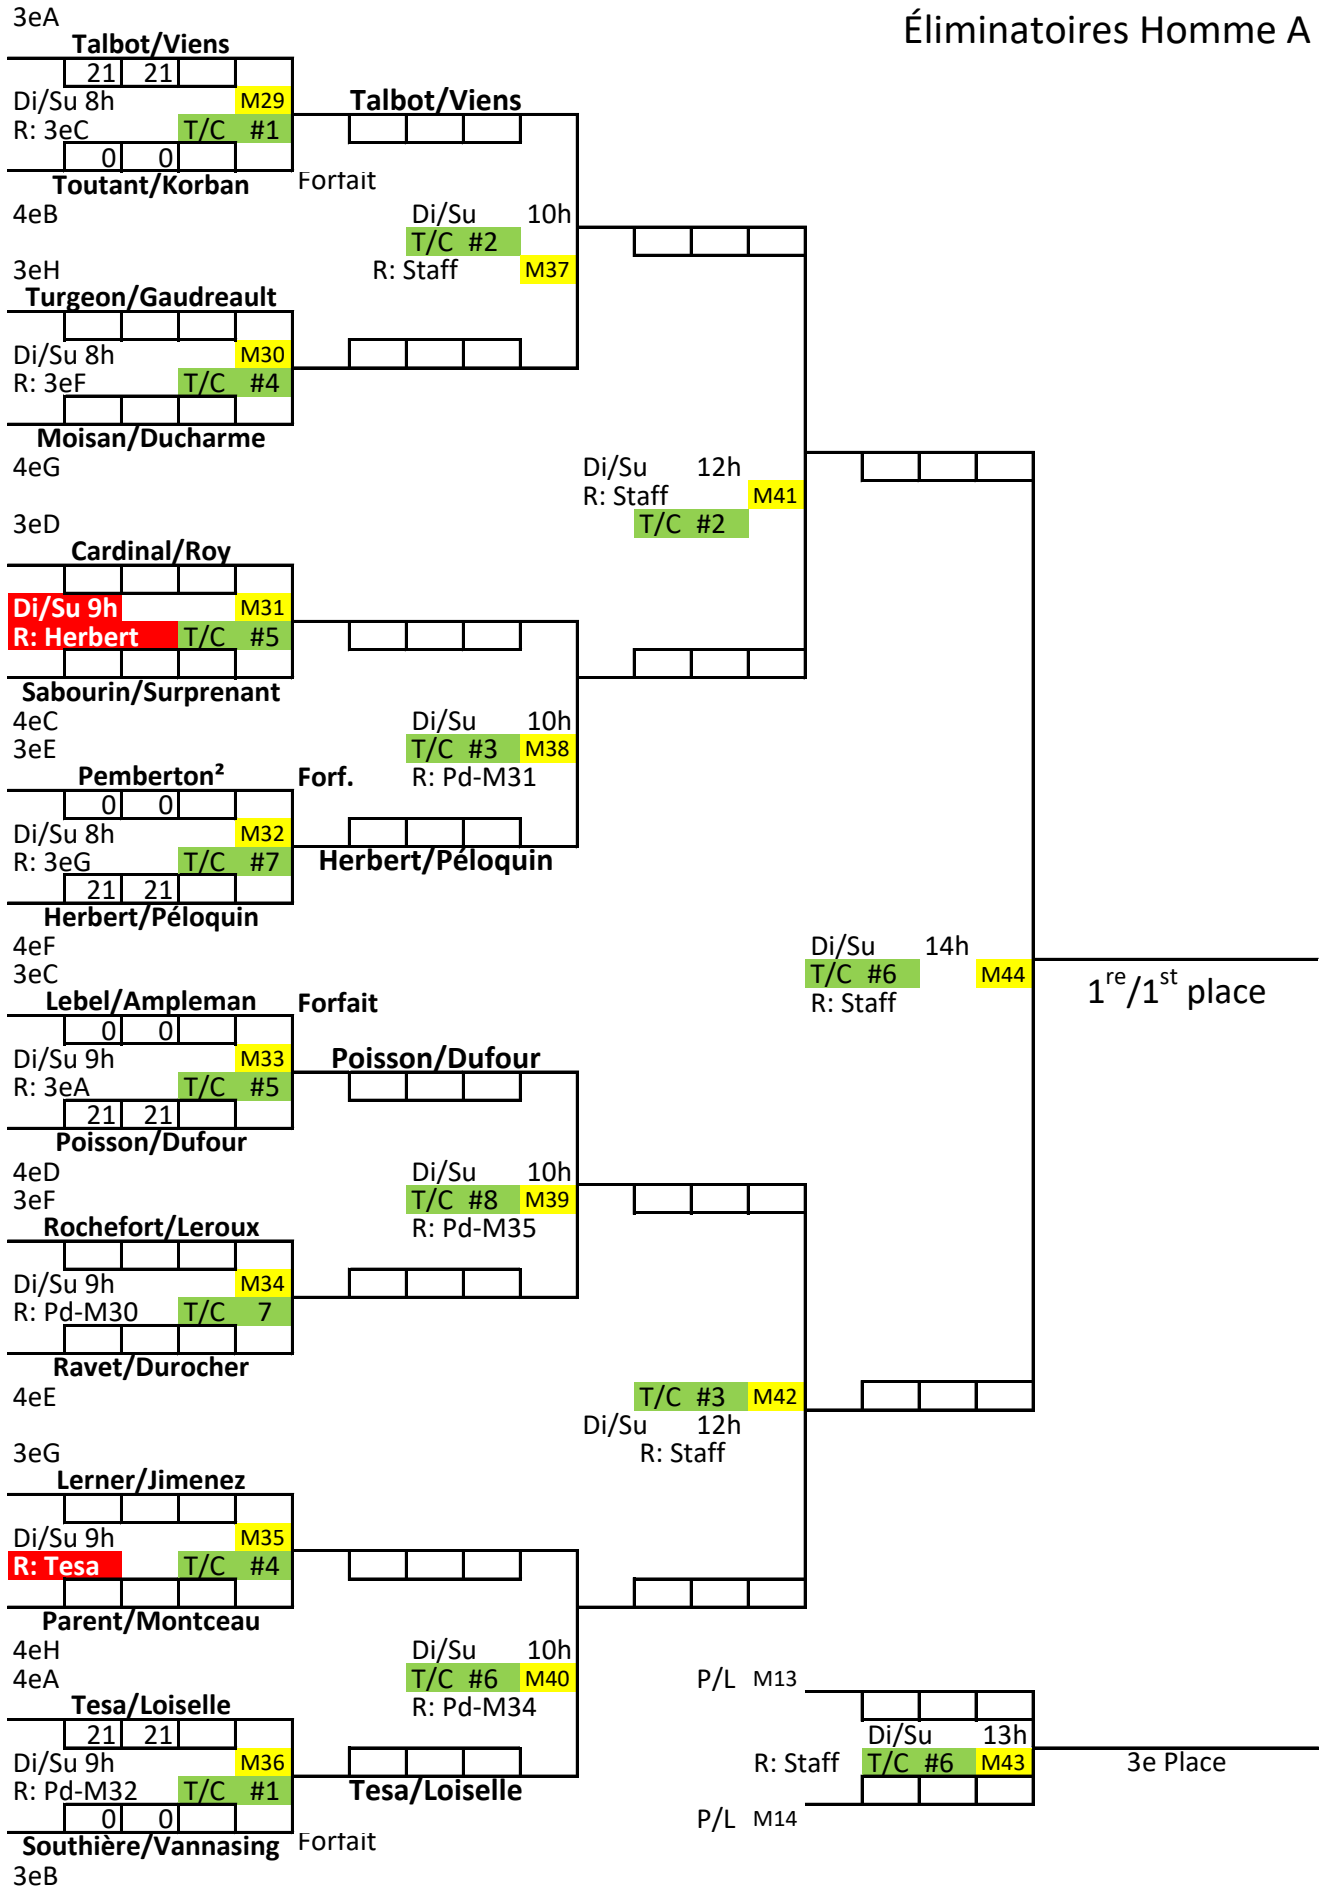 3eA
Éliminatoires Homme A
Talbot/Viens
21 21
Di/Su 8h M29
R: 3eC T/C #1
0 0
Toutant/Korban Forfait
4eB
Talbot/Viens
Di/Su 10h
T/C #2
R: Staff M37
3eH
Turgeon/Gaudreault
Di/Su 8h M30
R: 3eF T/C #4
Moisan/Ducharme
4eG
Di/Su 12h
R: Staff M41
T/C #2
3eD
Cardinal/Roy
Di/Su 9h M31
R: Herbert T/C #5
Sabourin/Surprenant
4eC
Di/Su 10h
T/C #3 M38
R: Pd-M31
3eE
Pemberton² Forf.
0 0
Di/Su 8h M32
R: 3eG T/C #7
21 21
Herbert/Péloquin
4eF
Herbert/Péloquin
Di/Su 14h
T/C #6 M44
R: Staff
1re/1st place
3eC
Lebel/Ampleman Forfait
0 0
Di/Su 9h M33
R: 3eA T/C #5
21 21
Poisson/Dufour
4eD
Poisson/Dufour
Di/Su 10h
T/C #8 M39
R: Pd-M35
3eF
Rochefort/Leroux
Di/Su 9h M34
R: Pd-M30 T/C 7
Ravet/Durocher
4eE
T/C #3 M42
Di/Su 12h
R: Staff
3eG
Lerner/Jimenez
Di/Su 9h M35
R: Tesa T/C #4
Parent/Montceau
4eH
Di/Su 10h
T/C #6 M40
R: Pd-M34
4eA
Tesa/Loiselle
21 21
Di/Su 9h M36
R: Pd-M32 T/C #1
0 0
Southière/Vannasing Forfait
3eB
Tesa/Loiselle
P/L M13
Di/Su 13h
R: Staff T/C #6 M43
3e Place
P/L M14